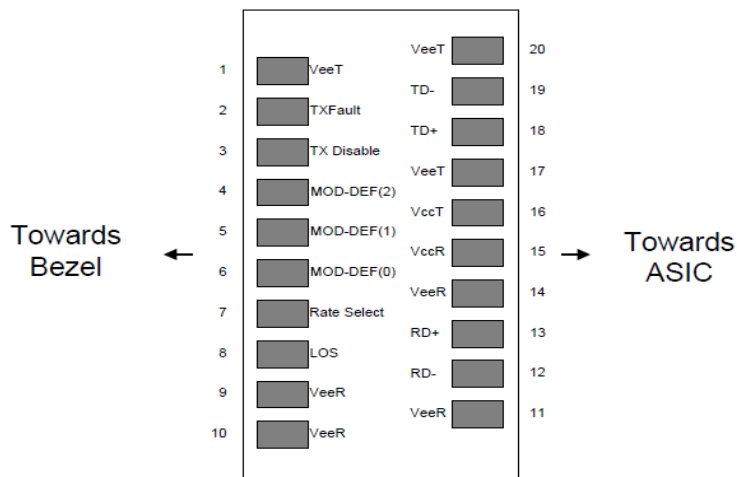 Towards
Bezel
1 VeeT
2 TXFault
3 TX Disable
4 MOD-DEF(2)
5 MOD-DEF(1)
6 MOD-DEF(0)
7 Rate Select
8 LOS
9 VeeR
10 VeeR
VeeT 20
TD- 19
TD+ 18
VeeT 17
VccT 16
VccR 15
VeeR 14
RD+ 13
RD- 12
VeeR 11
Towards
ASIC